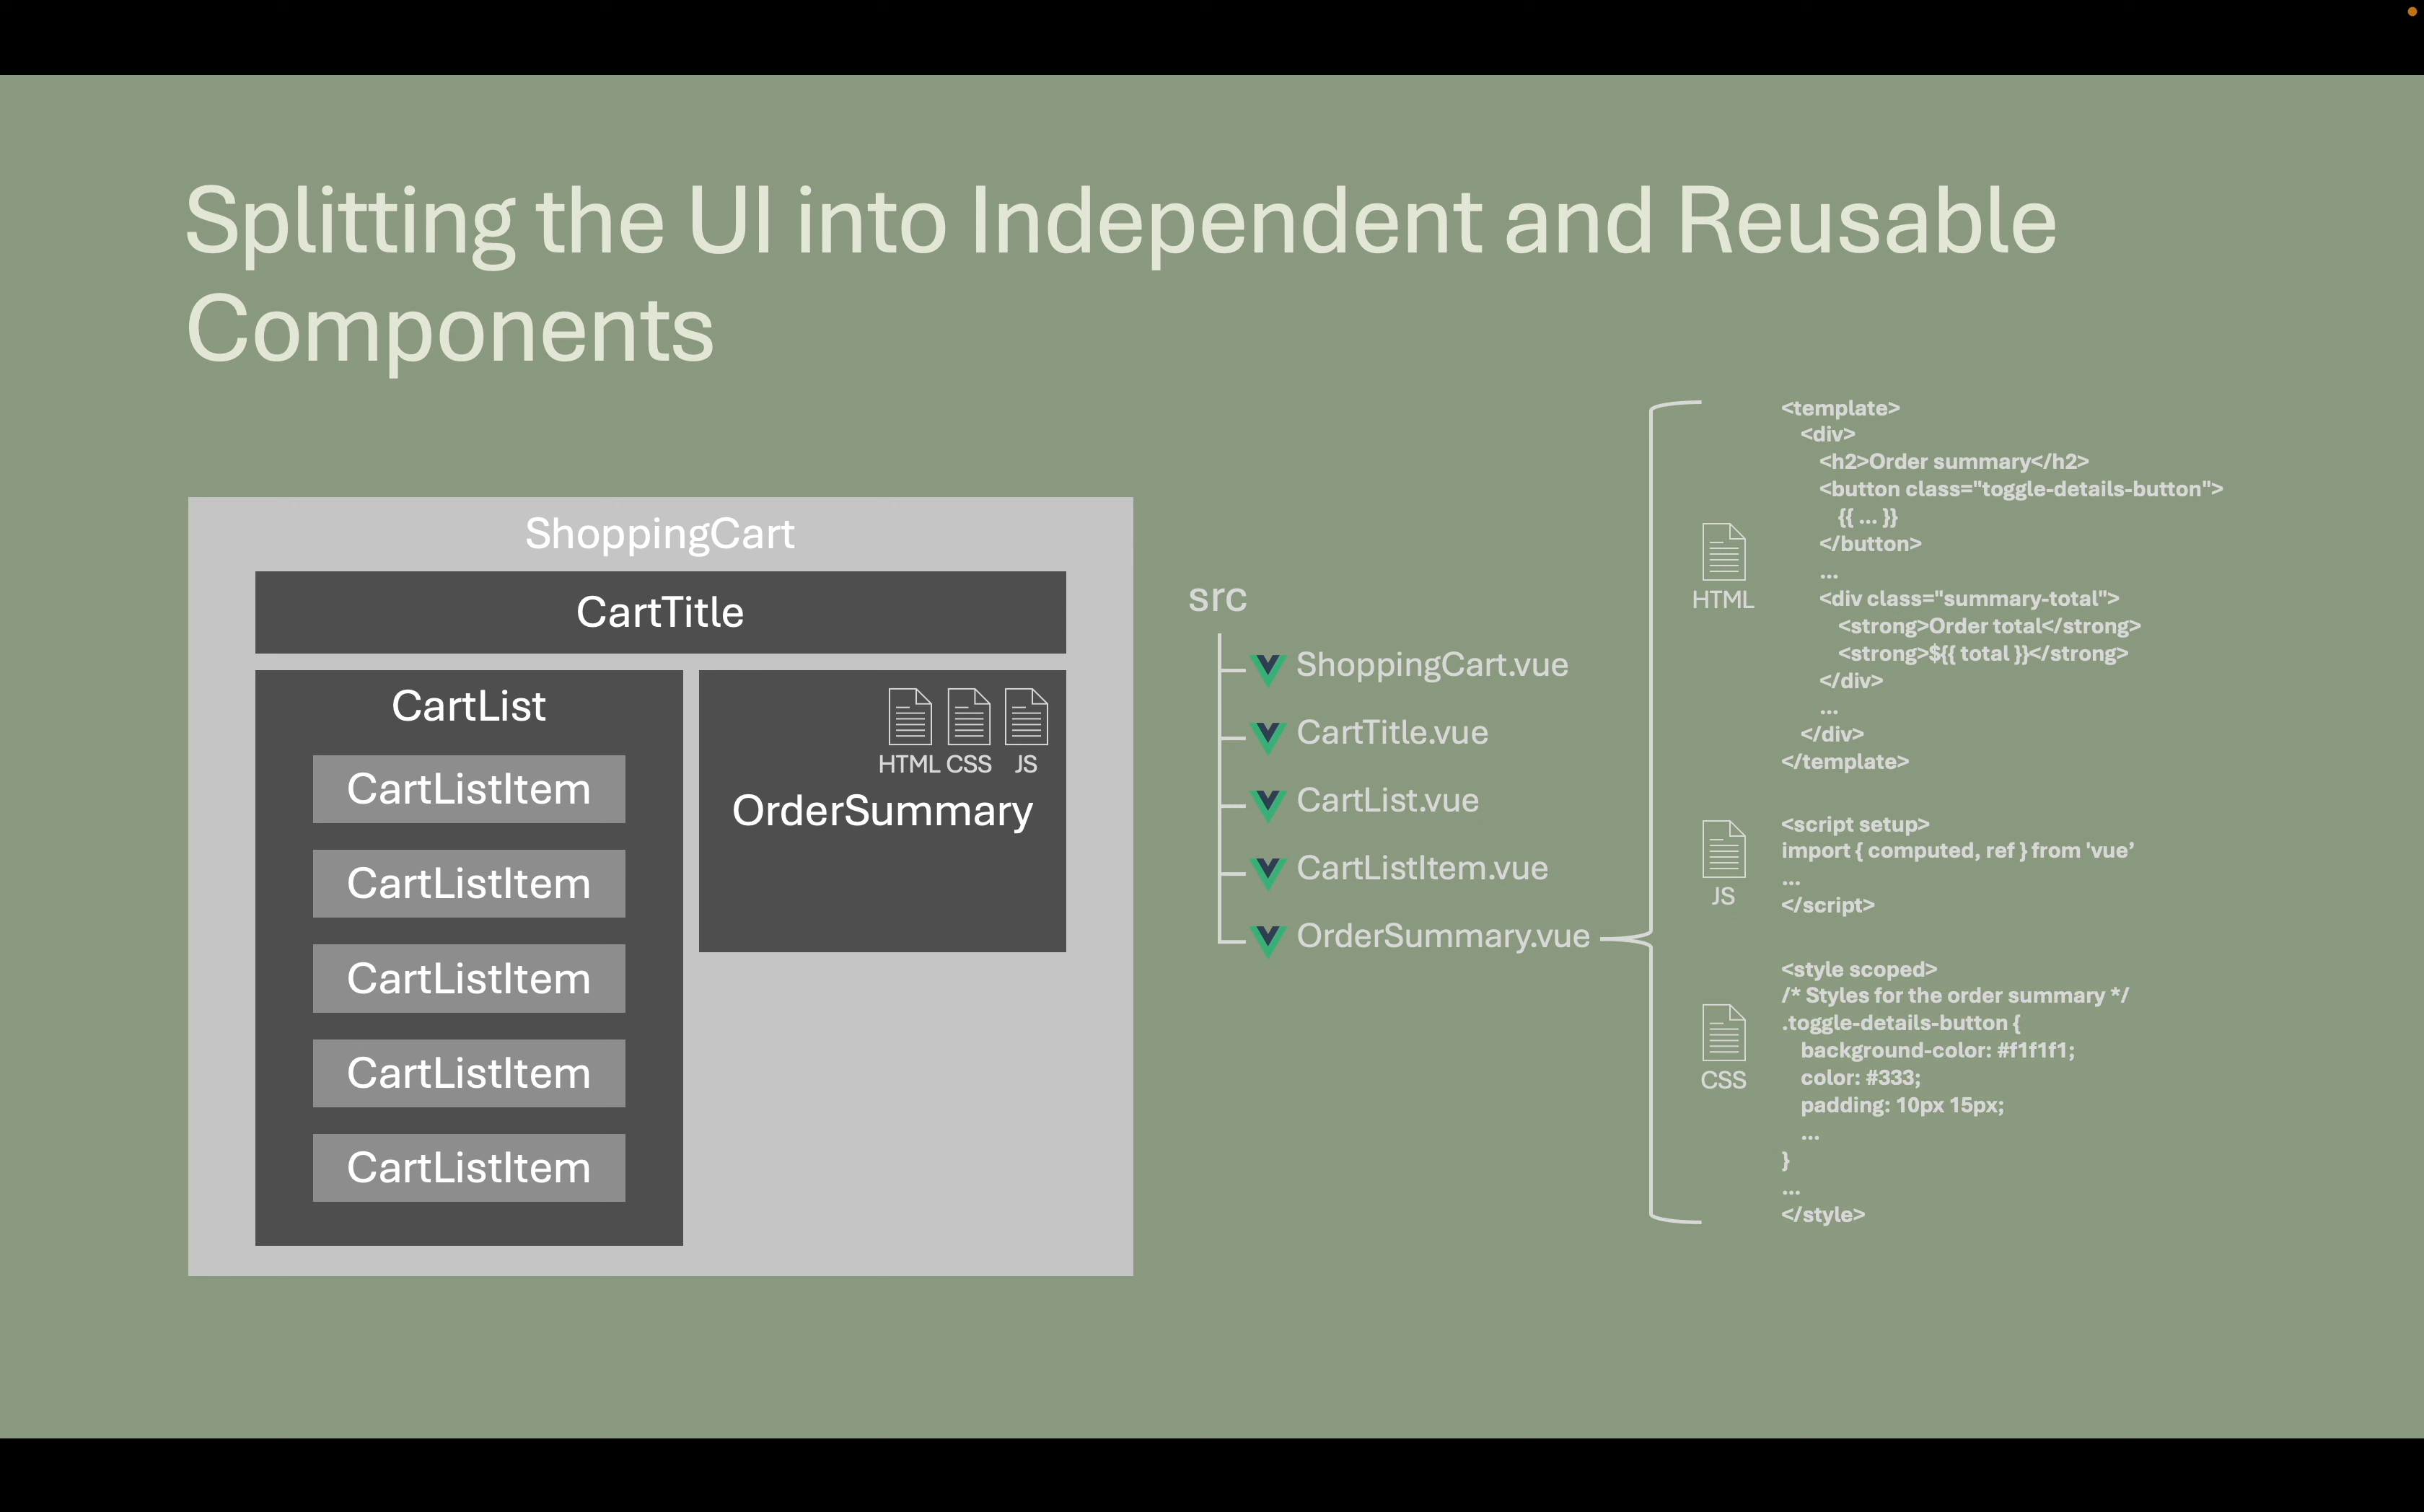 Splitting the UI into Independent and Reusable
Components
ShoppingCart
CartTitle
CartList
CartListItem
CartListItem
CartListItem
CartListItem
CartListItem
HTML CSS JS
OrderSummary
src
ShoppingCart.vue
CartTitle.vue
CartList.vue
CartListItem.vue
OrderSummary.vue
HTML
<template>
<div>
<h2>Order summary</h2>
<button class="toggle-details-button">
{{ ... }}
</button>
...
<div class="summary-total">
<strong>Order total</strong>
<strong>${{ total }}</strong>
</div>
...
</div>
</template>
JS
<script setup>
import { computed, ref } from 'vue’
...
</script>
CSS
<style scoped>
/* Styles for the order summary */
.toggle-details-button {
background-color: #f1f1f1;
color: #333;
padding: 10px 15px;
...
}
...
</style>